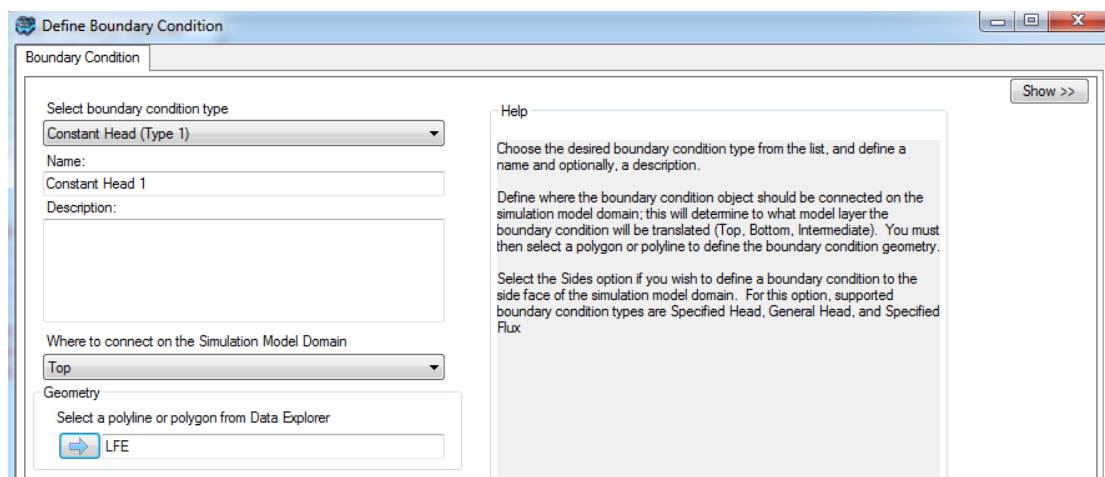 Define Boundary Condition
Boundary Condition
Show >>
Select boundary condition type
Constant Head (Type 1)
Name:
Constant Head 1
Description:
Where to connect on the Simulation Model Domain
Top
Geometry
Select a polyline or polygon from Data Explorer
LFE
Help
Choose the desired boundary condition type from the list, and define a
name and optionally, a description.
Define where the boundary condition object should be connected on the
simulation model domain; this will determine to what model layer the
boundary condition will be translated (Top, Bottom, Intermediate). You must
then select a polygon or polyline to define the boundary condition geometry.
Select the Sides option if you wish to define a boundary condition to the
side face of the simulation model domain. For this option, supported
boundary condition types are Specified Head, General Head, and Specified
Flux